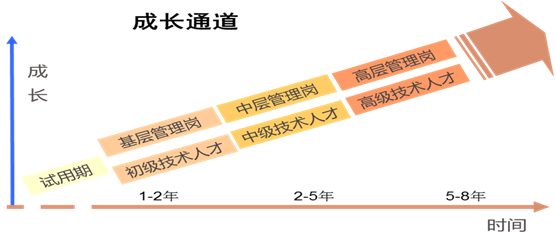 成长通道
成
长
高层管理岗
中层管理岗
高级技术人才
基层管理岗
中级技术人才
初级技术人才
试用期
1-2年
2-5年
5-8年
时间